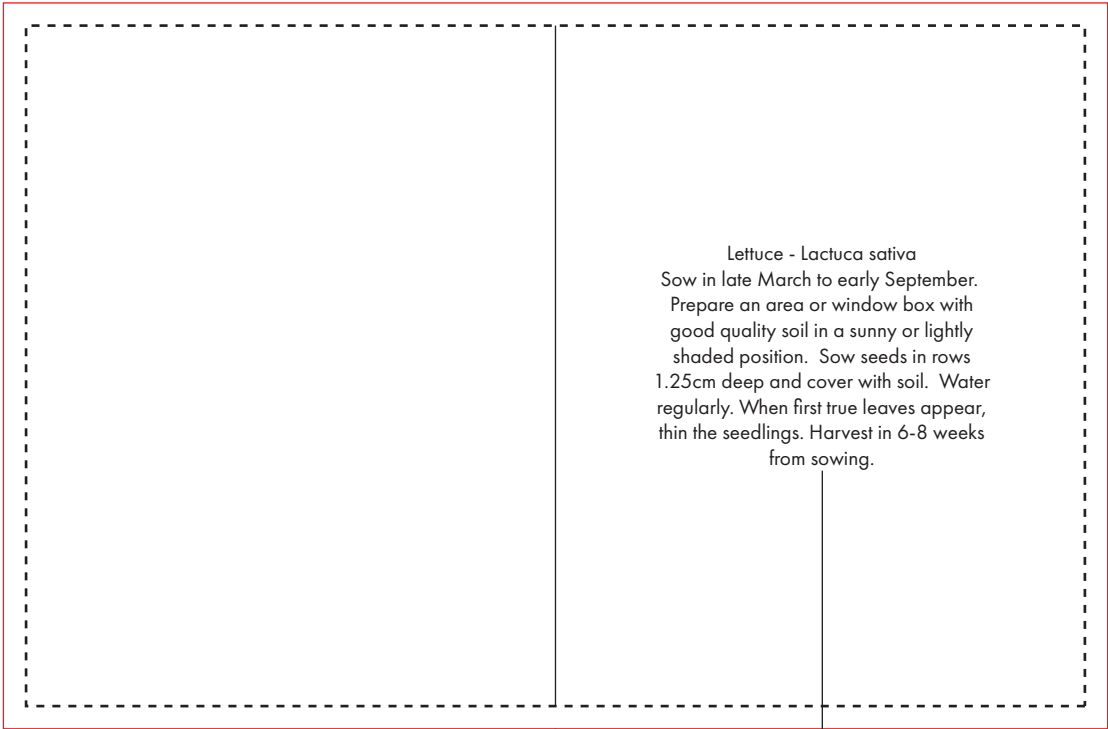 Lettuce - Lactuca sativa
Sow in late March to early September.
Prepare an area or window box with
good quality soil in a sunny or lightly
shaded position.  Sow seeds in rows
1.25cm deep and cover with soil.  Water
regularly. When first true leaves appear,
thin the seedlings. Harvest in 6-8 weeks
from sowing.